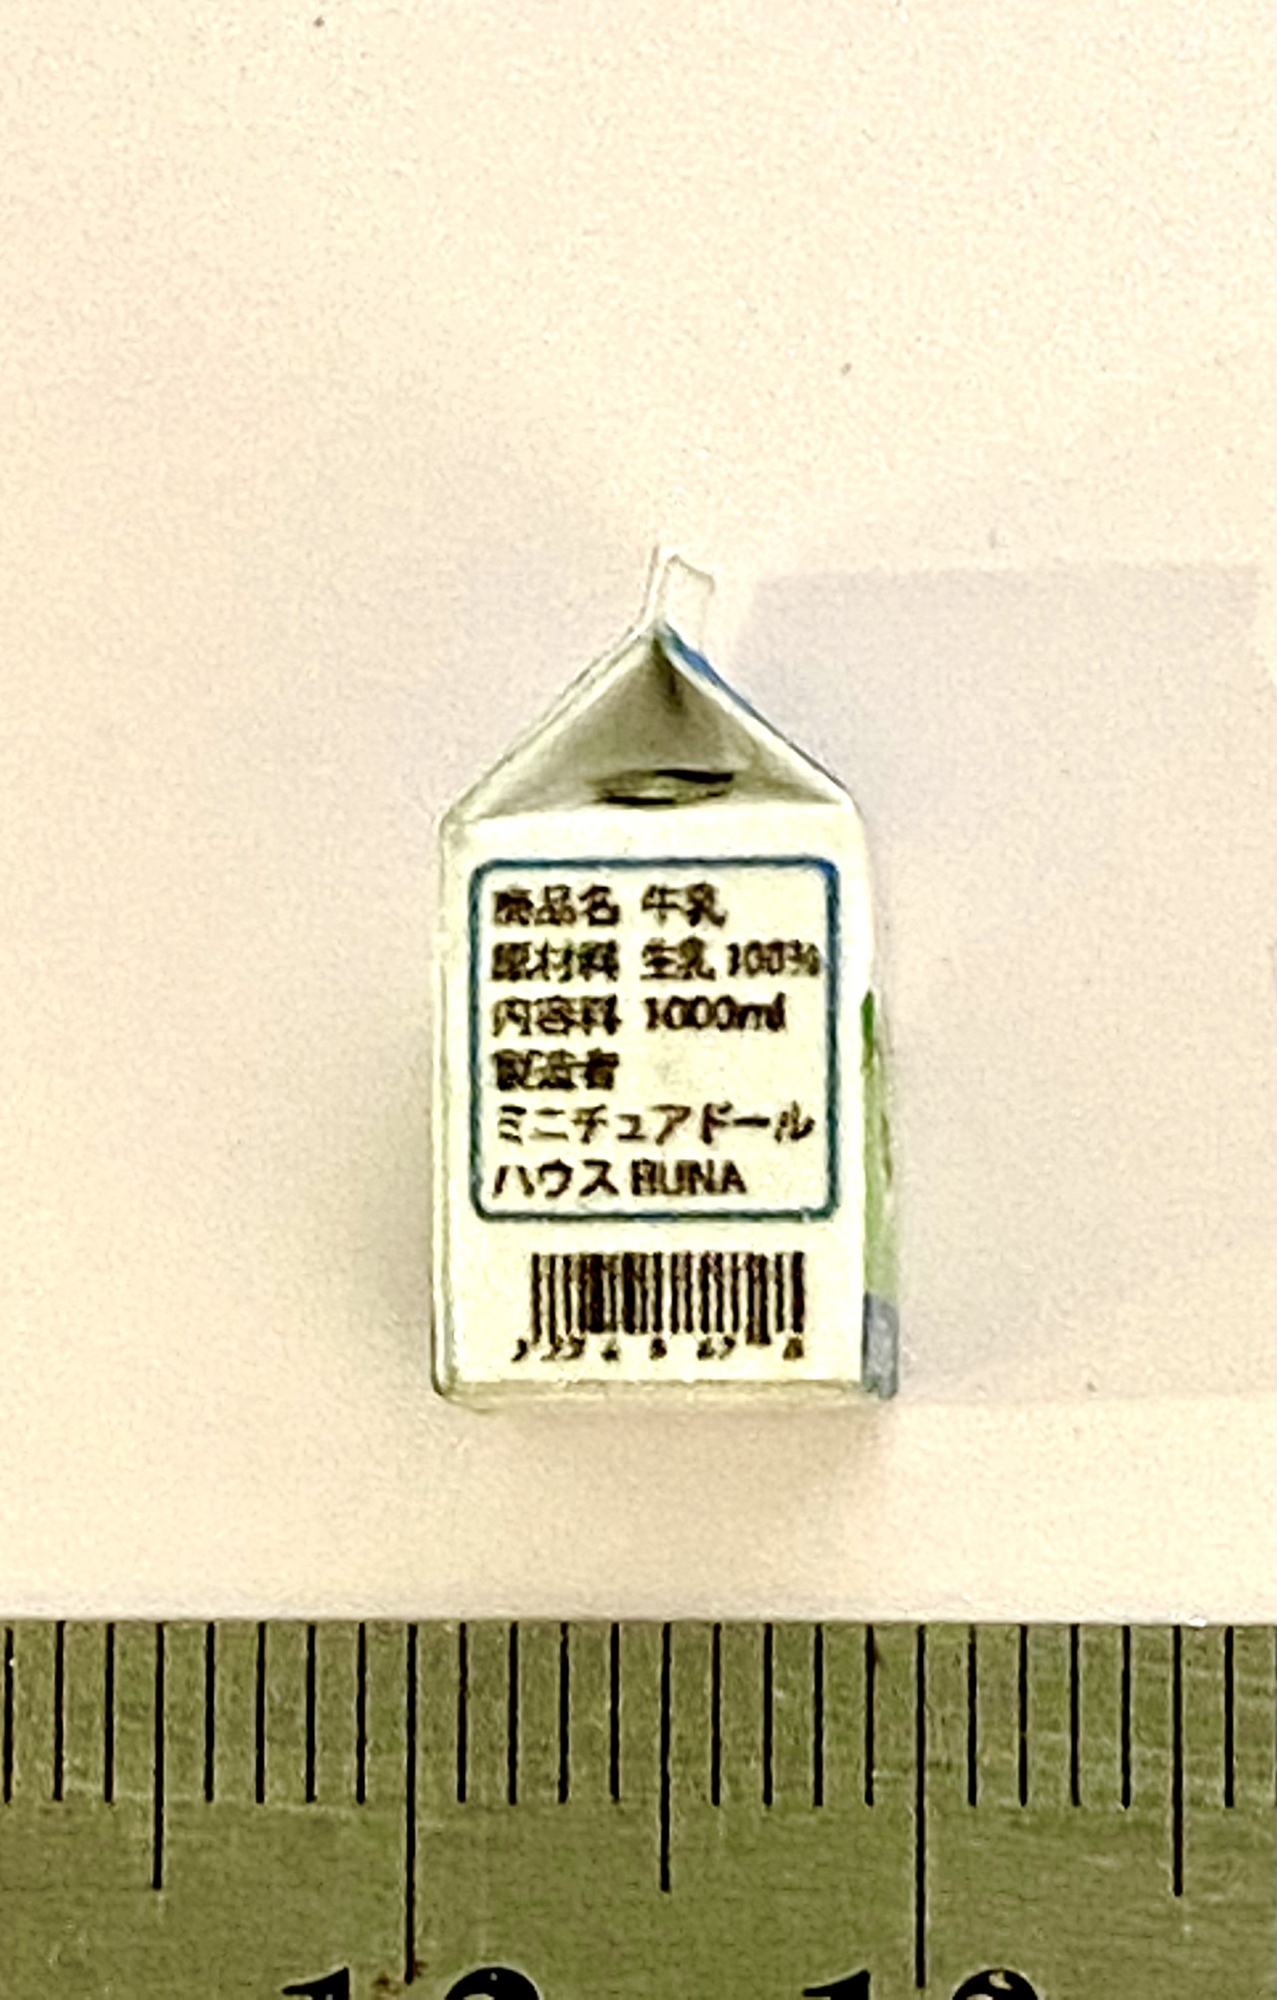 商品名 牛乳
原材料 生乳 100%
内容料 1000ml
製造者
ミニチュアドール
ハウス BUNA